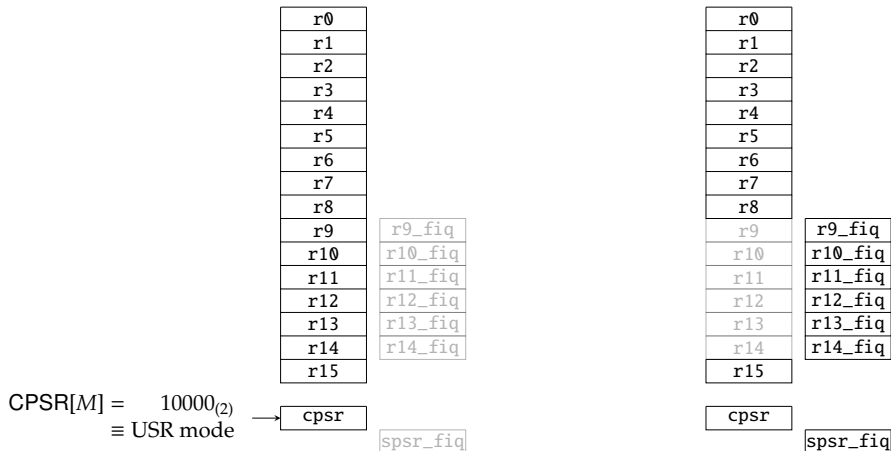 r0 r0
r1 r1
r2 r2
r3 r3
r4 r4
r5 r5
r6 r6
r7 r7
r8 r8
r9 r9_fiq r9 r9_fiq
r10 r10_fiq r10 r10_fiq
r11 r11_fiq r11 r11_fiq
r12 r12_fiq r12 r12_fiq
r13 r13_fiq r13 r13_fiq
r14 r14_fiq r14 r14_fiq
r15 r15
CPSR[M] = 10000(2)
≡ USR mode
cpsr cpsr
spsr_fiq spsr_fiq